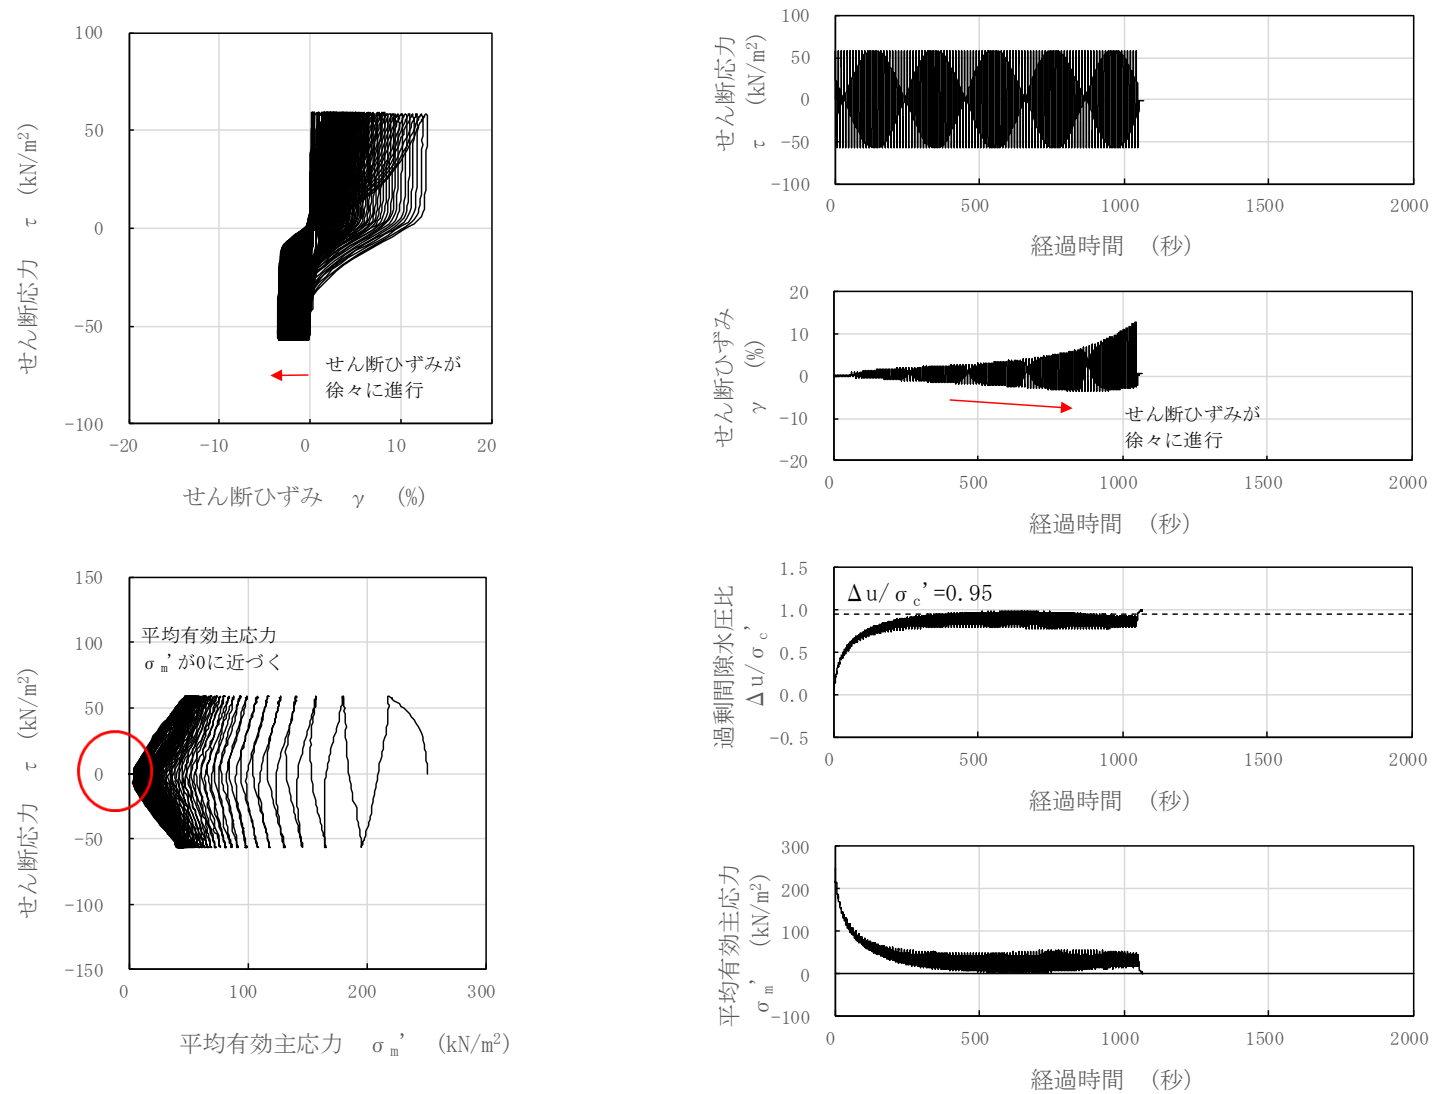 100
50
0
-50
-100
-20
-10
0
10
20
せん断応力 τ (kN/m²)
せん断ひずみ γ (%)
せん断ひずみが
徐々に進行
150
100
50
0
-50
-100
-150
0
100
200
300
せん断応力 τ (kN/m²)
平均有効主応力 σm' (kN/m²)
平均有効主応力
σm'が0に近づく
100
50
0
-50
-100
0
500
1000
1500
2000
せん断応力
τ (kN/m²)
経過時間 (秒)
20
10
0
-10
-20
0
500
1000
1500
2000
せん断ひずみ
γ (%)
経過時間 (秒)
せん断ひずみが
徐々に進行
1.5
1.0
0.5
0.0
-0.5
0
500
1000
1500
2000
過剰間隙水圧比
Δu/σc'
経過時間 (秒)
Δu/σc'=0.95
300
200
100
0
-100
0
500
1000
1500
2000
平均有効主応力
σm' (kN/m²)
経過時間 (秒)